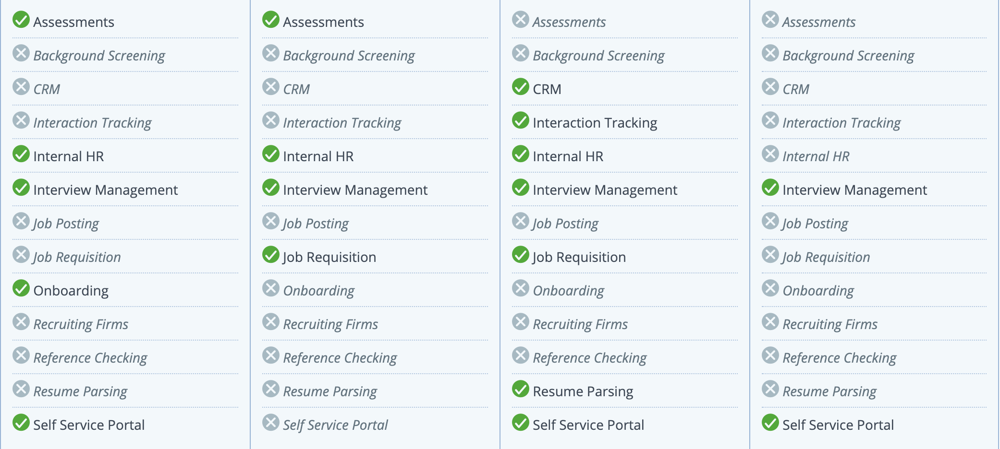 Assessments
Background Screening
CRM
Interaction Tracking
Internal HR
Interview Management
Job Posting
Job Requisition
Onboarding
Recruiting Firms
Reference Checking
Resume Parsing
Self Service Portal
Assessments
Background Screening
CRM
Interaction Tracking
Internal HR
Interview Management
Job Posting
Job Requisition
Onboarding
Recruiting Firms
Reference Checking
Resume Parsing
Self Service Portal
Assessments
Background Screening
CRM
Interaction Tracking
Internal HR
Interview Management
Job Posting
Job Requisition
Onboarding
Recruiting Firms
Reference Checking
Resume Parsing
Self Service Portal
Assessments
Background Screening
CRM
Interaction Tracking
Internal HR
Interview Management
Job Posting
Job Requisition
Onboarding
Recruiting Firms
Reference Checking
Resume Parsing
Self Service Portal